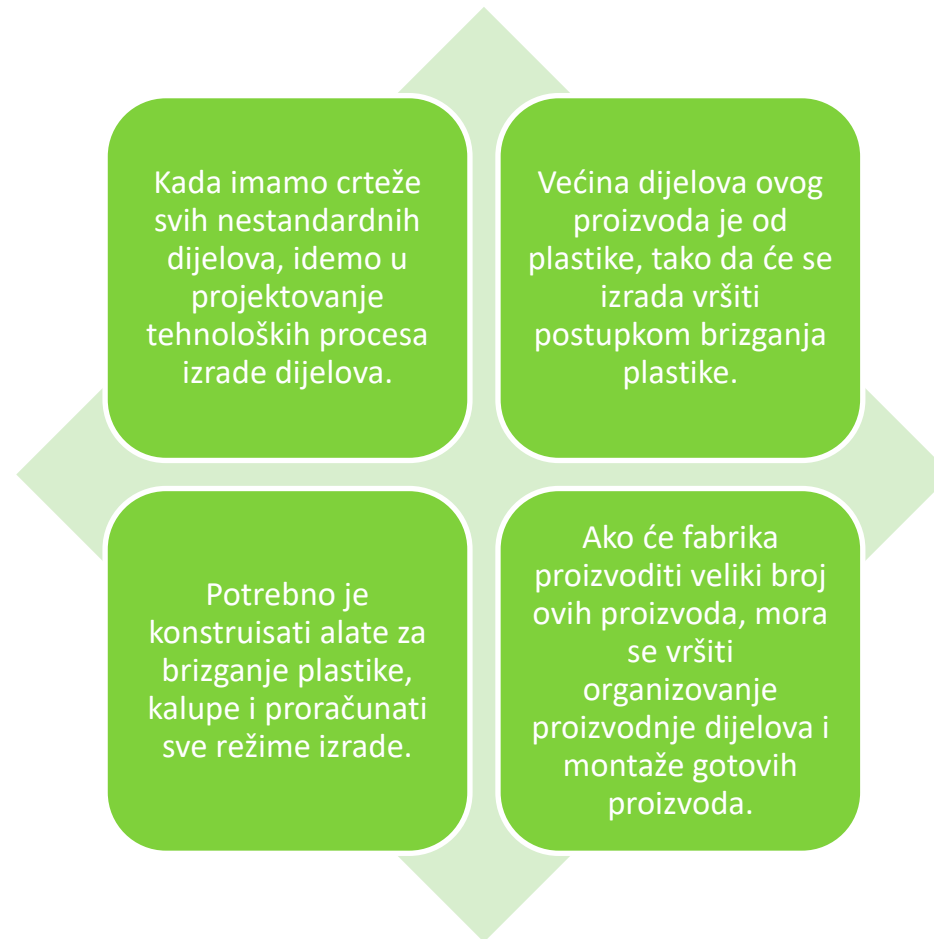 Kada imamo crteže
svih nestandardnih
dijelova, idemo u
projektovanje
tehnoloških procesa
izrade dijelova.
Većina dijelova ovog
proizvoda je od
plastike, tako da će se
izrada vršiti
postupkom brizganja
plastike.
Potrebno je
konstruisati alate za
brizganje plastike,
kalupe i proračunati
sve režime izrade.
Ako će fabrika
proizvoditi veliki broj
ovih proizvoda, mora
se vršiti
organizovanje
proizvodnje dijelova i
montaže gotovih
proizvoda.